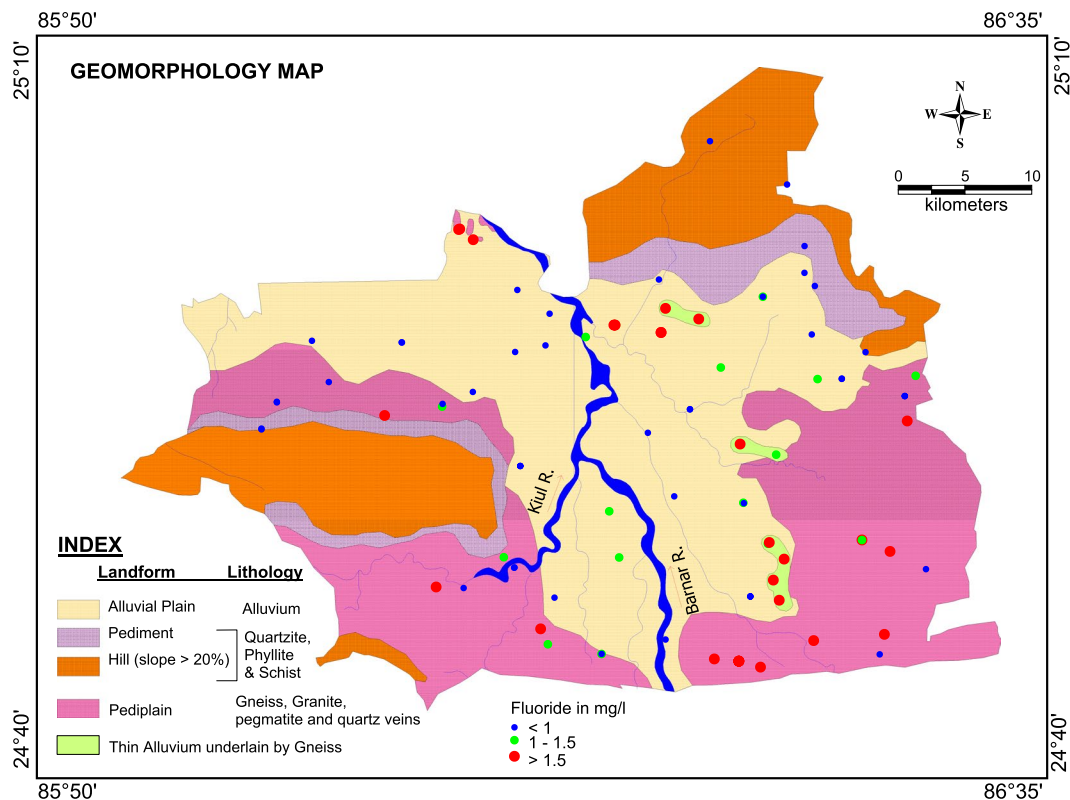 85°50'
86°35'
25°10'
25°10'
GEOMORPHOLOGY MAP
N
W
E
S
0
5
10
kilometers
Kiul R.
Barnar R.
INDEX
Landform
Lithology
Alluvial Plain
Alluvium
Pediment
Hill (slope > 20%)
Quartzite,
Phyllite
& Schist
Pediplain
Gneiss, Granite,
pegmatite and quartz veins
Thin Alluvium underlain by Gneiss
Fluoride in mg/l
< 1
1 - 1.5
> 1.5
24°40'
24°40'
85°50'
86°35'